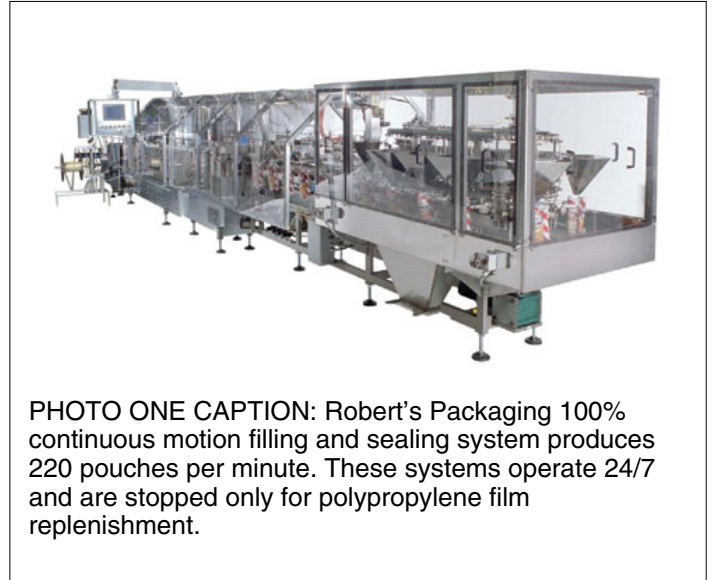 PHOTO ONE CAPTION: Robert’s Packaging 100%
continuous motion filling and sealing system produces
220 pouches per minute. These systems operate 24/7
and are stopped only for polypropylene film
replenishment.